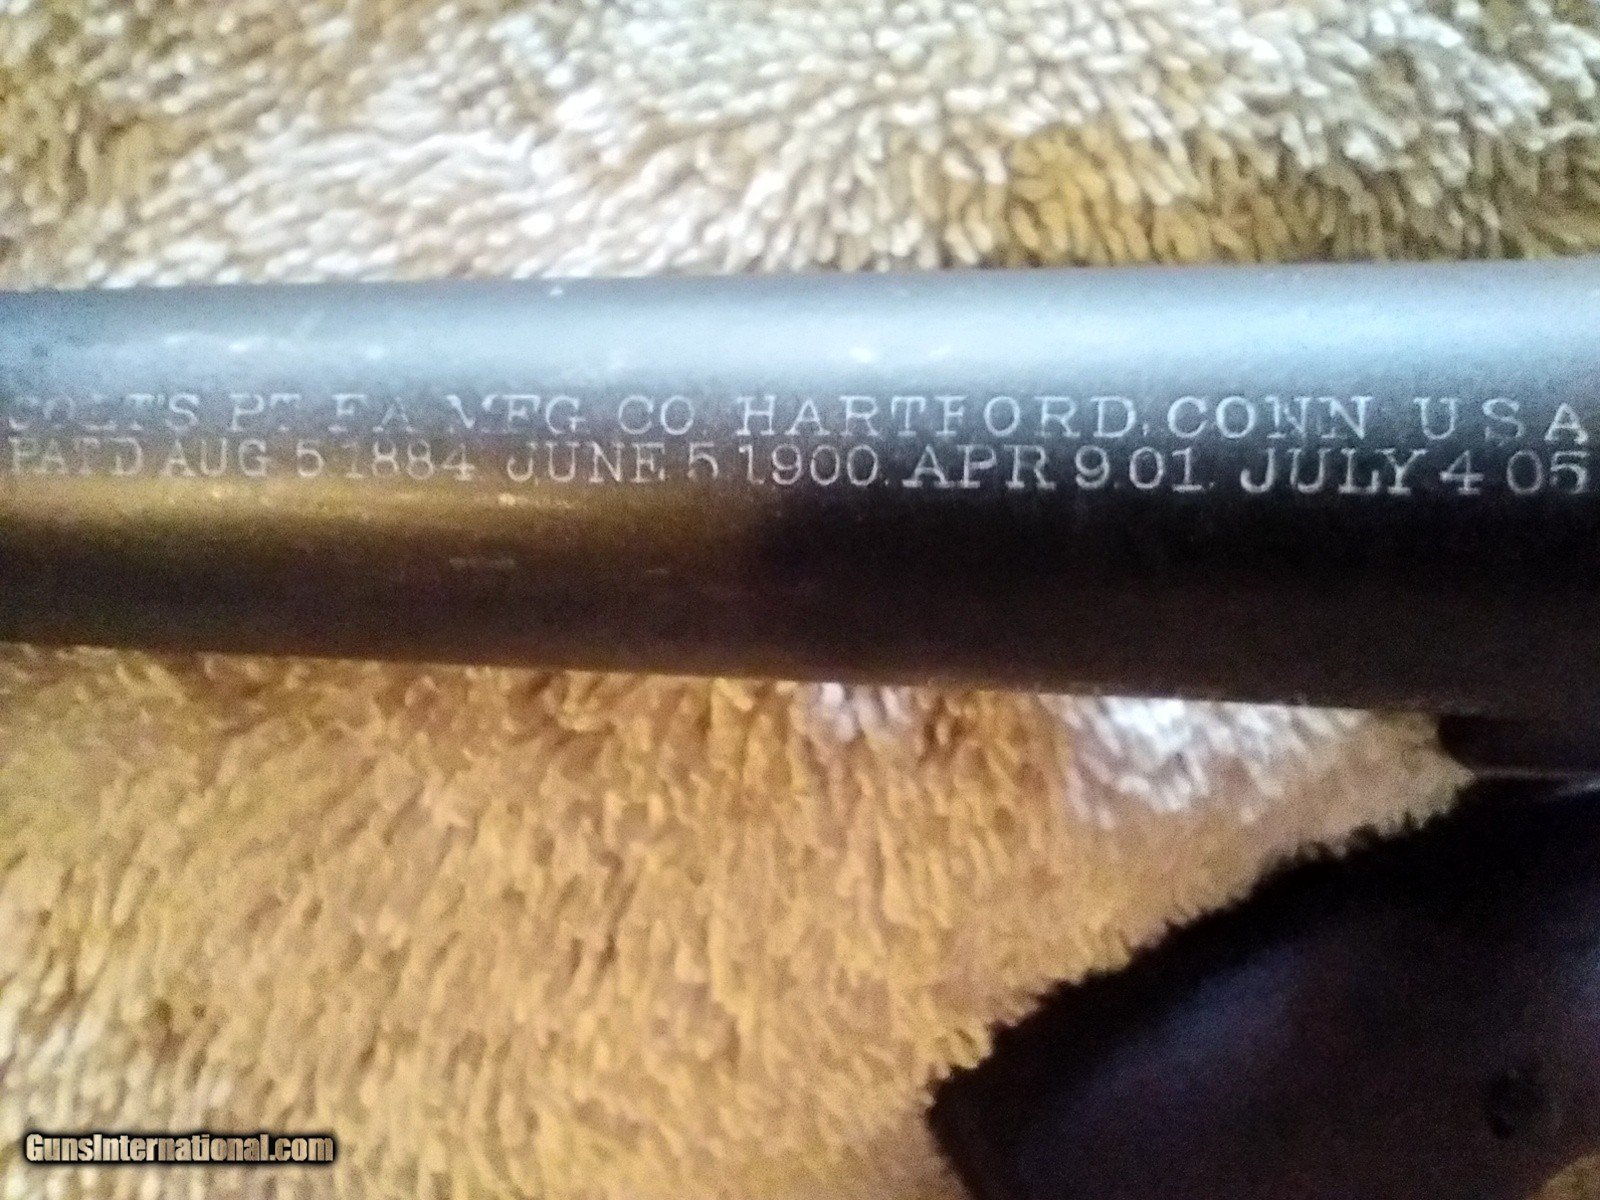 COLT'S PT. F.A. MFG. CO. HARTFORD, CONN. U.S.A.
PAT'D AUG. 5 1884. JUNE 5 1900. APR. 9.01. JULY 4 05
GunsInternational.com